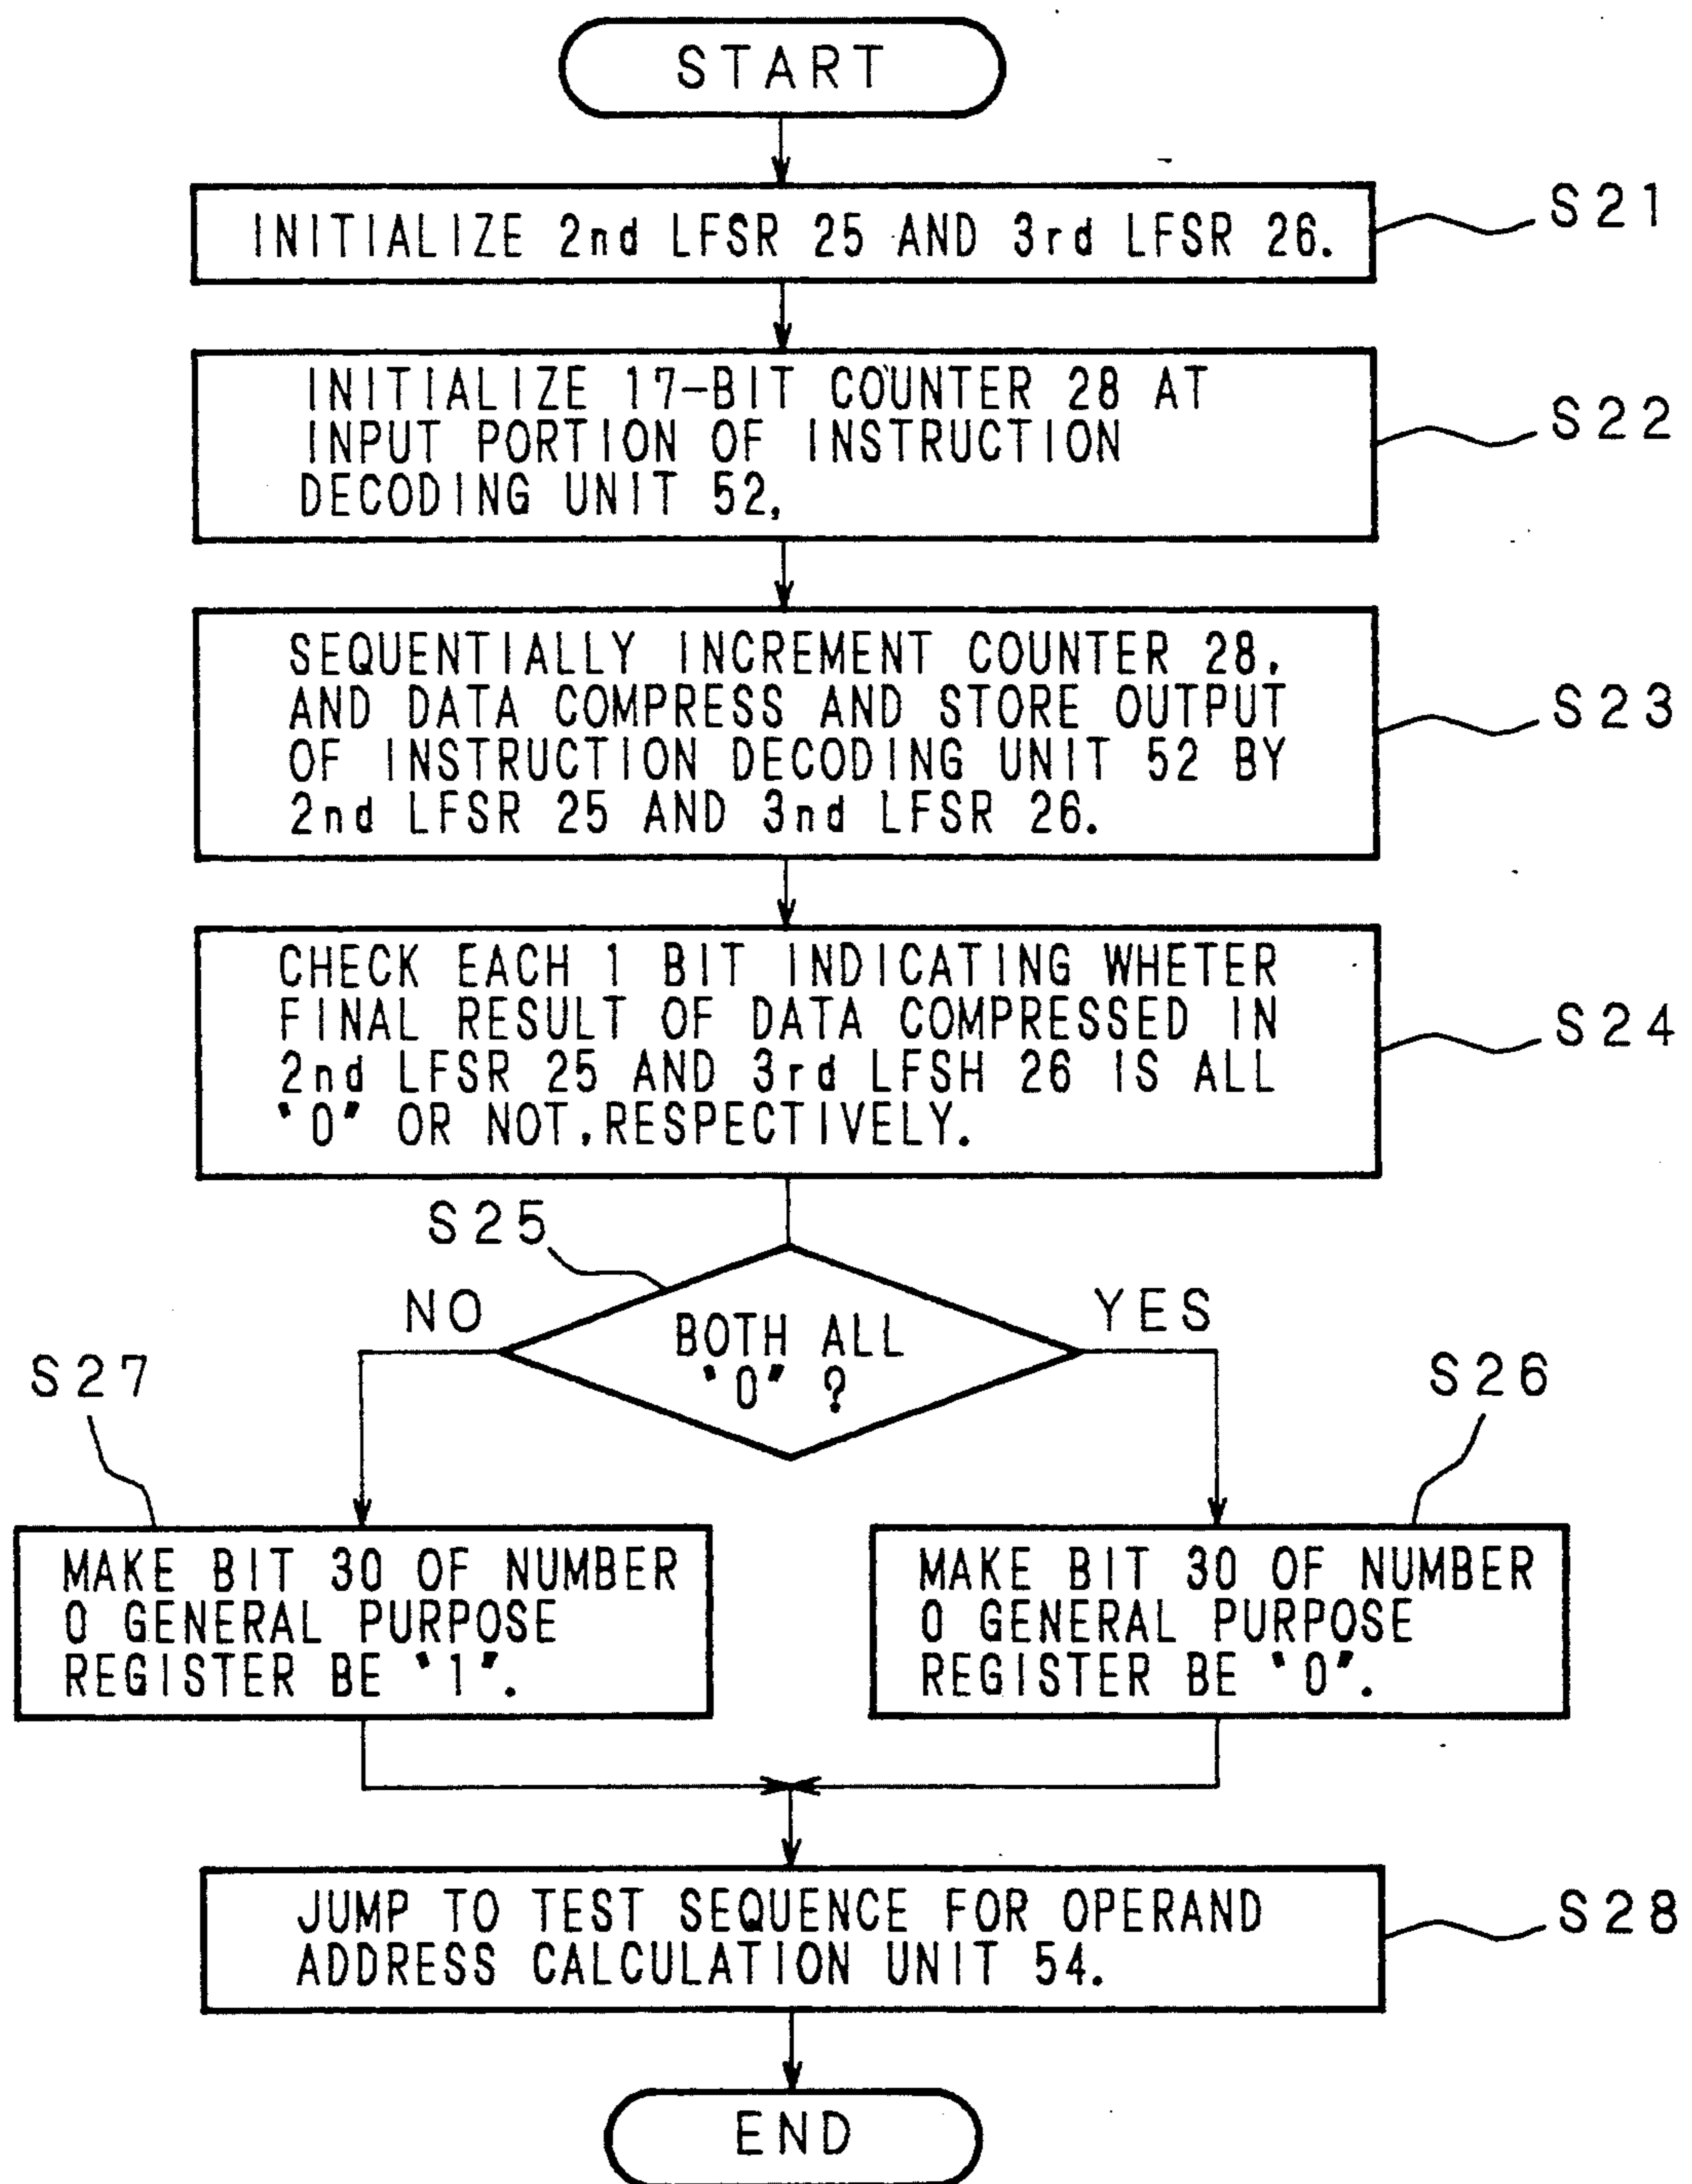 START
INITIALIZE 2nd LFSR 25 AND 3rd LFSR 26.
S21
INITIALIZE 17-BIT COUNTER 28 AT
INPUT PORTION OF INSTRUCTION
DECODING UNIT 52,
S22
SEQUENTIALLY INCREMENT COUNTER 28,
AND DATA COMPRESS AND STORE OUTPUT
OF INSTRUCTION DECODING UNIT 52 BY
2nd LFSR 25 AND 3nd LFSR 26.
S23
CHECK EACH 1 BIT INDICATING WHETER
FINAL RESULT OF DATA COMPRESSED IN
2nd LFSR 25 AND 3rd LFSH 26 IS ALL
"0" OR NOT,RESPECTIVELY.
S24
S25
NO
BOTH ALL
"0" ?
YES
S27
S26
MAKE BIT 30 OF NUMBER
0 GENERAL PURPOSE
REGISTER BE "1".
MAKE BIT 30 OF NUMBER
0 GENERAL PURPOSE
REGISTER BE "0".
JUMP TO TEST SEQUENCE FOR OPERAND
ADDRESS CALCULATION UNIT 54.
S28
END